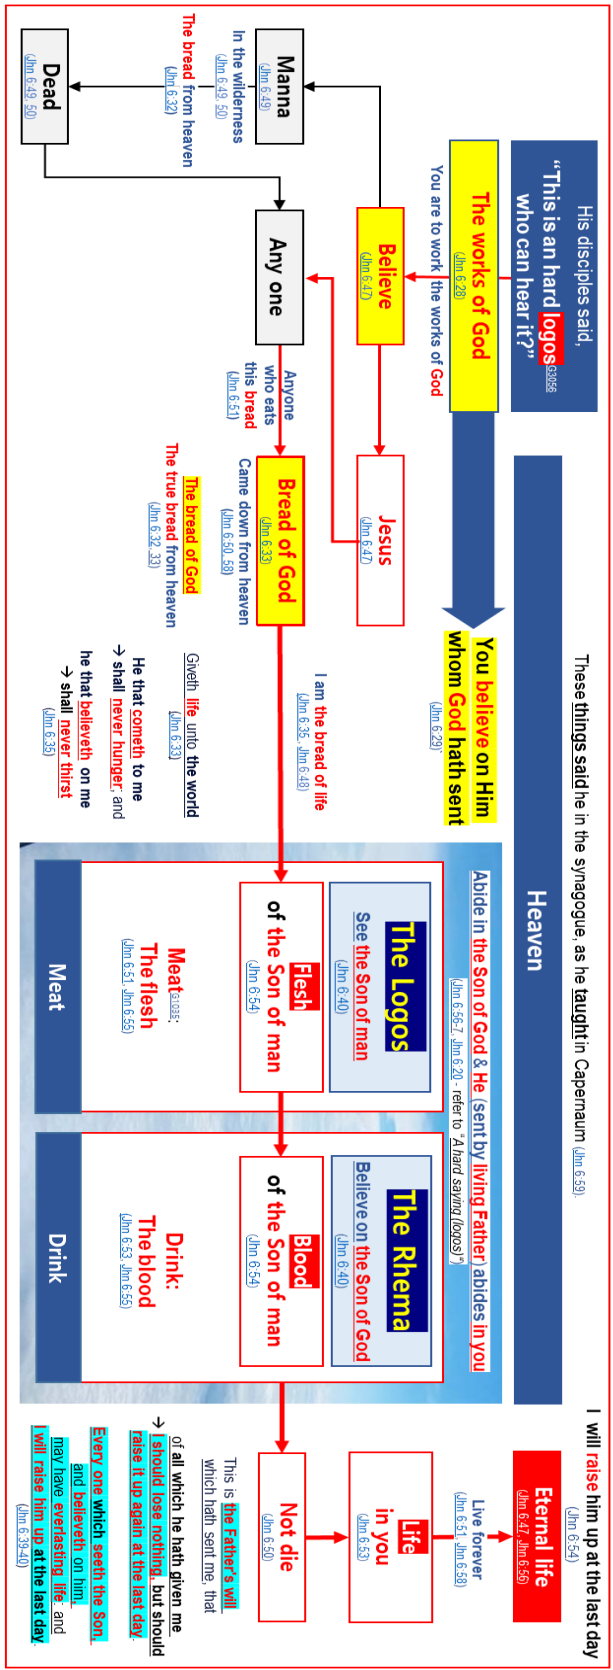 These things said he in the synagogue, as he taught in Capernaum (Jhn 6:59).
I will raise him up at the last day
(Jhn 6:54)
His disciples said,
“This is an hard logosG3056
who can hear it?”
Heaven
The works of God
(Jhn 6:28)
You are to work the works of God
You believe on Him
whom God hath sent
(Jhn 6:29)
Believe
(Jhn 6:47)
Jesus
(Jhn 6:47)
Manna
(Jhn 6:49)
In the wilderness
(Jhn 6:49, 50)
The bread from heaven
(Jhn 6:32)
Dead
(Jhn 6:49, 50)
Any one
Anyone
who eats
this bread
(Jhn 6:51)
Bread of God
(Jhn 6:33)
Came down from heaven
(Jhn 6:50, 58)
The bread of God
The true bread from heaven
(Jhn 6:32, 33)
I am the bread of life
(Jhn 6:35, Jhn 6:48)
Giveth life unto the world
(Jhn 6:33)
He that cometh to me
→ shall never hunger; and
he that believeth on me
→ shall never thirst
(Jhn 6:35)
Abide in the Son of God & He (sent by living Father) abides in you
(Jhn 6:56-7, Jhn 6:20 - refer to “A hard saying (logos)”)
The Logos
See the Son of man
(Jhn 6:40)
Flesh
of the Son of man
(Jhn 6:54)
MeatG1035:
The flesh
(Jhn 6:51, Jhn 6:55)
Meat
The Rhema
Believe on the Son of God
(Jhn 6:40)
Blood
of the Son of man
(Jhn 6:54)
Drink:
The blood
(Jhn 6:53, Jhn 6:55)
Drink
Eternal life
(Jhn 6:47, Jhn 6:56)
Live forever
(Jhn 6:51, Jhn 6:58)
Life
in you
(Jhn 6:53)
Not die
(Jhn 6:50)
This is the Father's will
which hath sent me, that
of all which he hath given me
→ I should lose nothing, but should
raise it up again at the last day.
Every one which seeth the Son,
and believeth on him,
may have everlasting life: and
I will raise him up at the last day.
(Jhn 6:39-40)